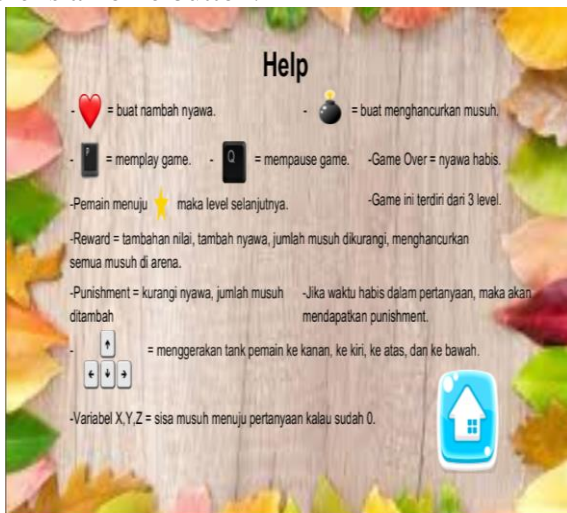 Help
- = buat nambah nyawa.
- = buat menghancurkan musuh.
- P = memplay game.
- Q = mempause game.
-Game Over = nyawa habis.
-Pemain menuju maka level selanjutnya.
-Game ini terdiri dari 3 level.
-Reward = tambahan nilai, tambah nyawa, jumlah musuh dikurangi, menghancurkan
semua musuh di arena.
-Punishment = kurangi nyawa, jumlah musuh
ditambah
-Jika waktu habis dalam pertanyaan, maka akan
mendapatkan punishment.
- = menggerakan tank pemain ke kanan, ke kiri, ke atas, dan ke bawah.
-Variabel X,Y,Z = sisa musuh menuju pertanyaan kalau sudah 0.